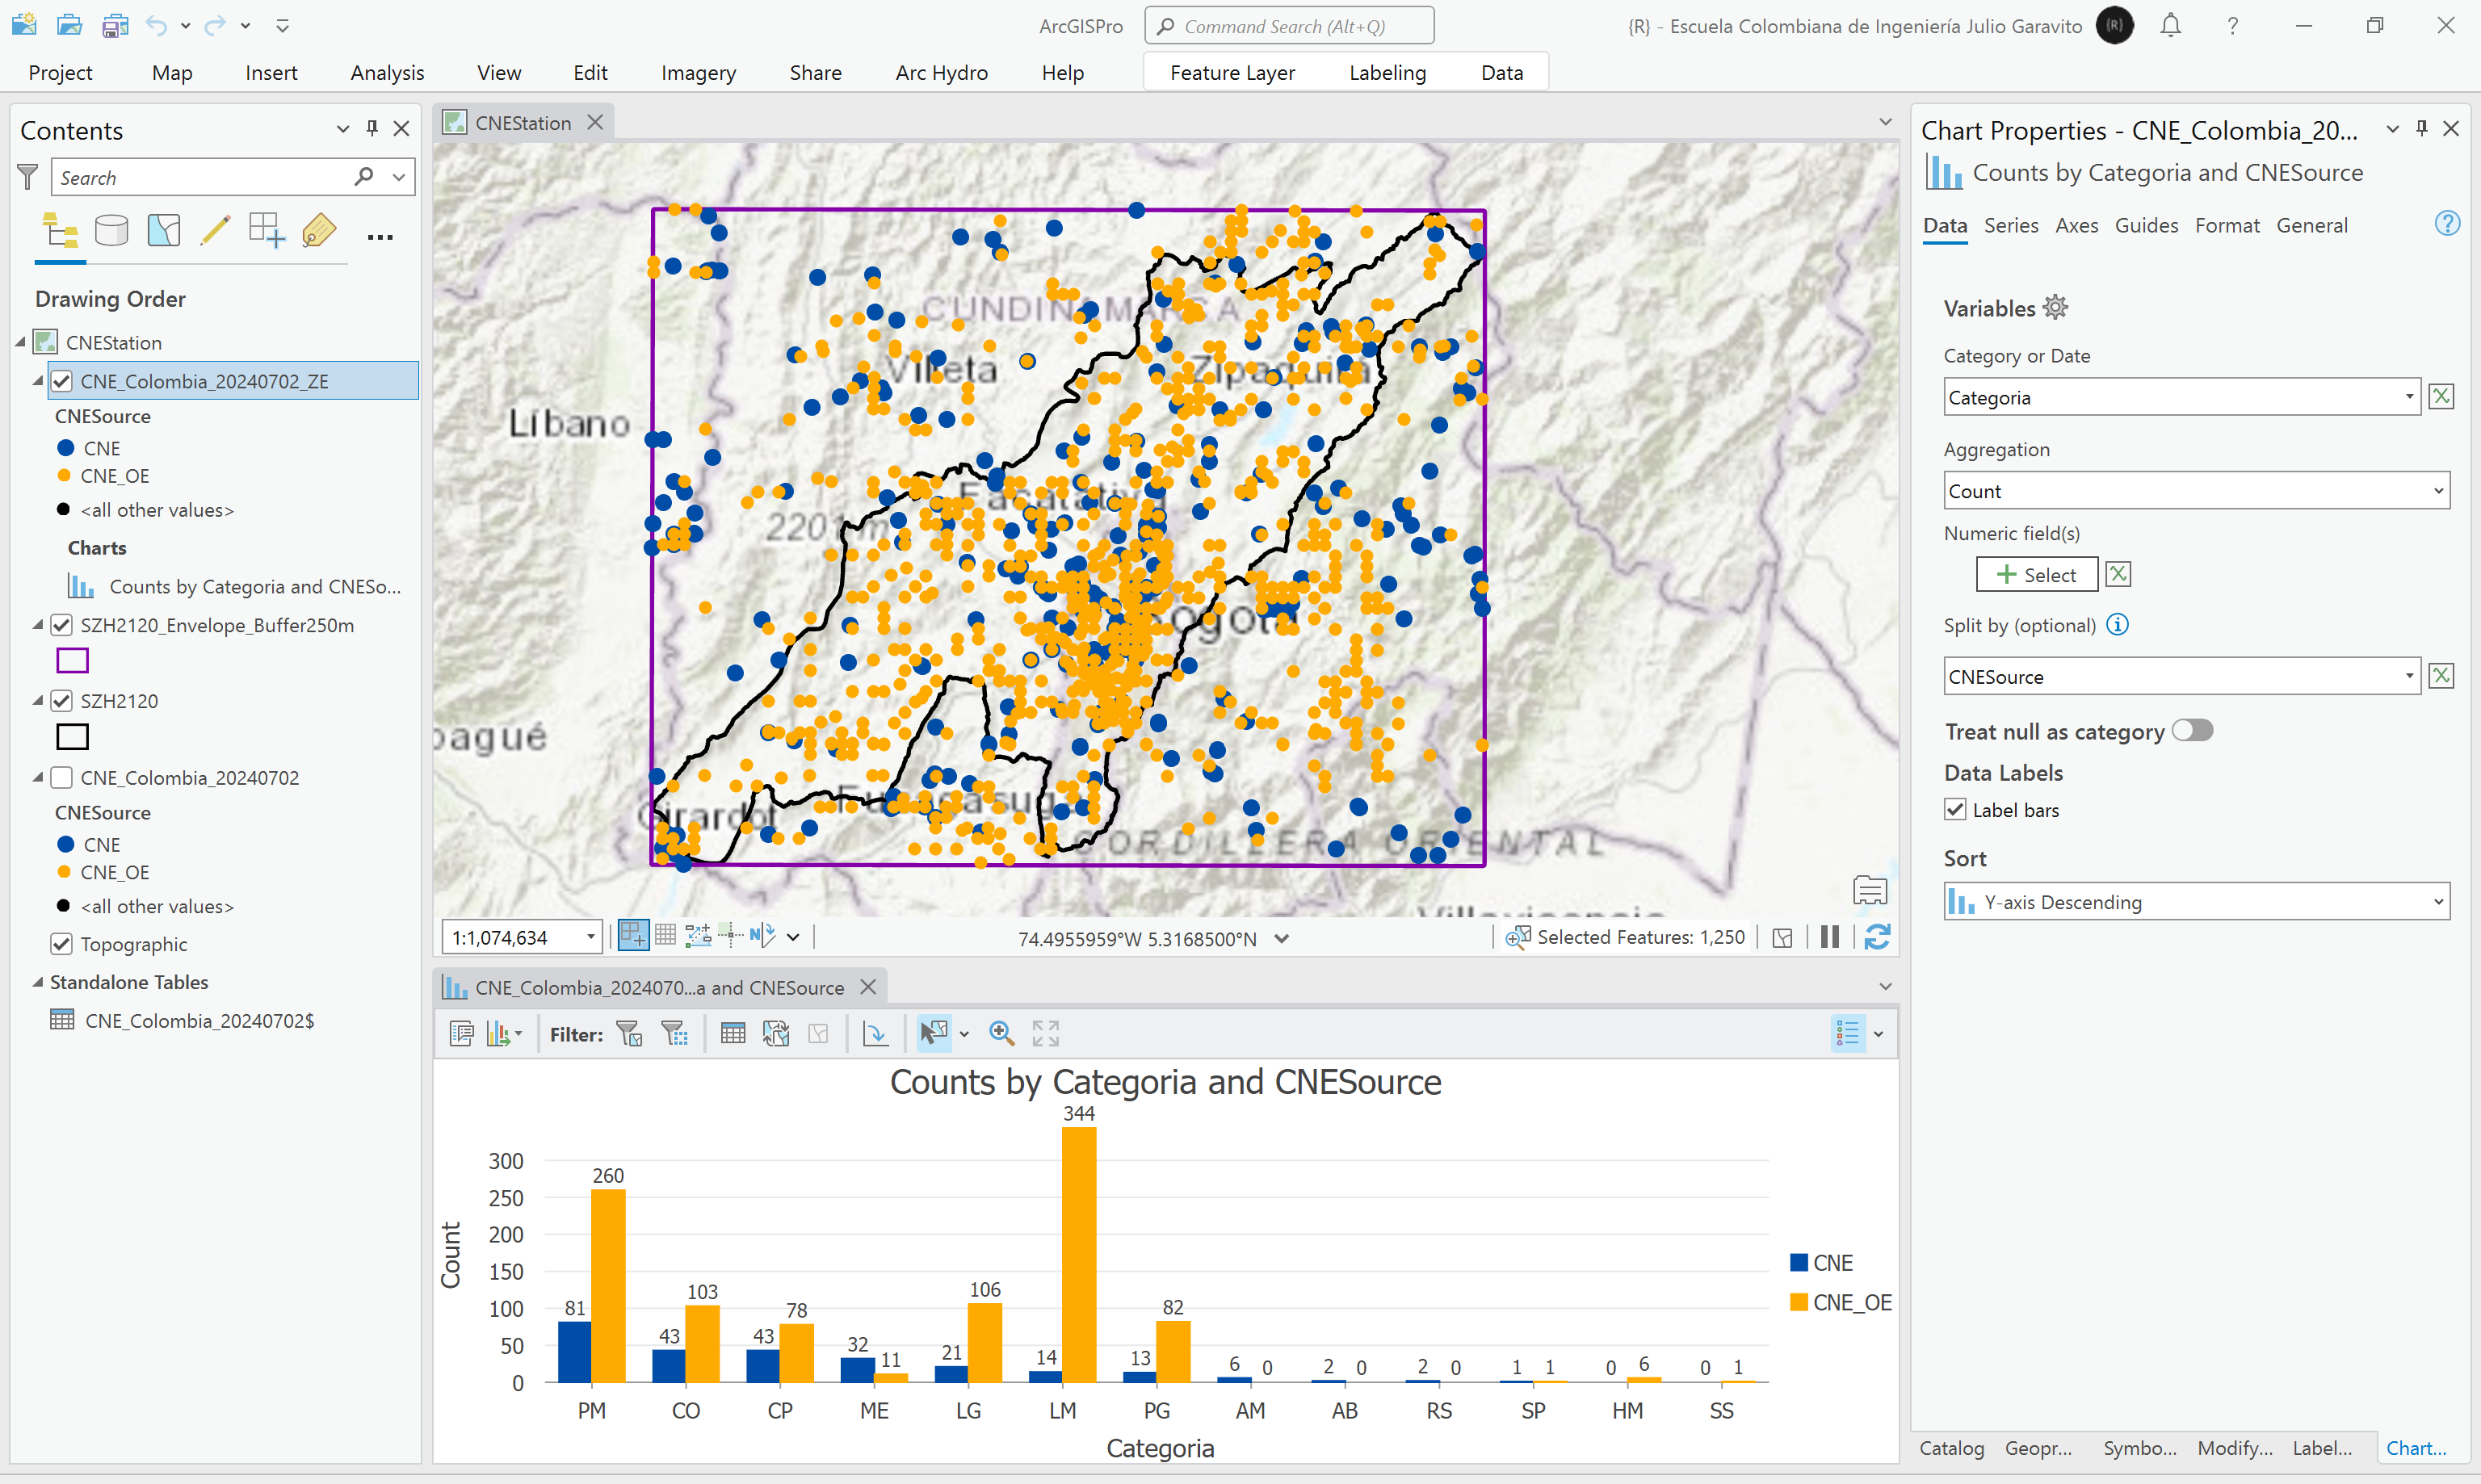 ArcGISPro
Command Search (Alt+Q)
{R} - Escuela Colombiana de Ingeniería Julio Garavito
{R}
?
Project Map Insert Analysis View Edit Imagery Share Arc Hydro Help Feature Layer Labeling Data
Contents
Search
Drawing Order
CNEStation
CNE_Colombia_20240702_ZE
CNESource
CNE
CNE_OE
<all other values>
Charts
Counts by Categoria and CNESo...
SZH2120_Envelope_Buffer250m
SZH2120
CNE_Colombia_20240702
CNESource
CNE
CNE_OE
<all other values>
Topographic
Standalone Tables
CNE_Colombia_20240702$
CNEStation
CUNDINAMARCA
Villeta
Zipaquirá
Líbano
2201 m
Girardot
CORDILLERA ORIENTAL
1:1,074,634
74.4955959°W 5.3168500°N
Selected Features: 1,250
CNE_Colombia_2024070...a and CNESource
Filter:
Counts by Categoria and CNESource
Count
300
250
200
150
100
50
0
81 260 43 103 43 78 32 11 21 106 14 344 13 82 6 0 2 0 2 0 1 1 0 6 0 1
PM CO CP ME LG LM PG AM AB RS SP HM SS
Categoria
CNE
CNE_OE
Chart Properties - CNE_Colombia_20...
Counts by Categoria and CNESource
Data Series Axes Guides Format General
?
Variables
Category or Date
Categoria
Aggregation
Count
Numeric field(s)
Select
Split by (optional)
CNESource
Treat null as category
Data Labels
Label bars
Sort
Y-axis Descending
Catalog Geopr... Symbo... Modify... Label... Chart...